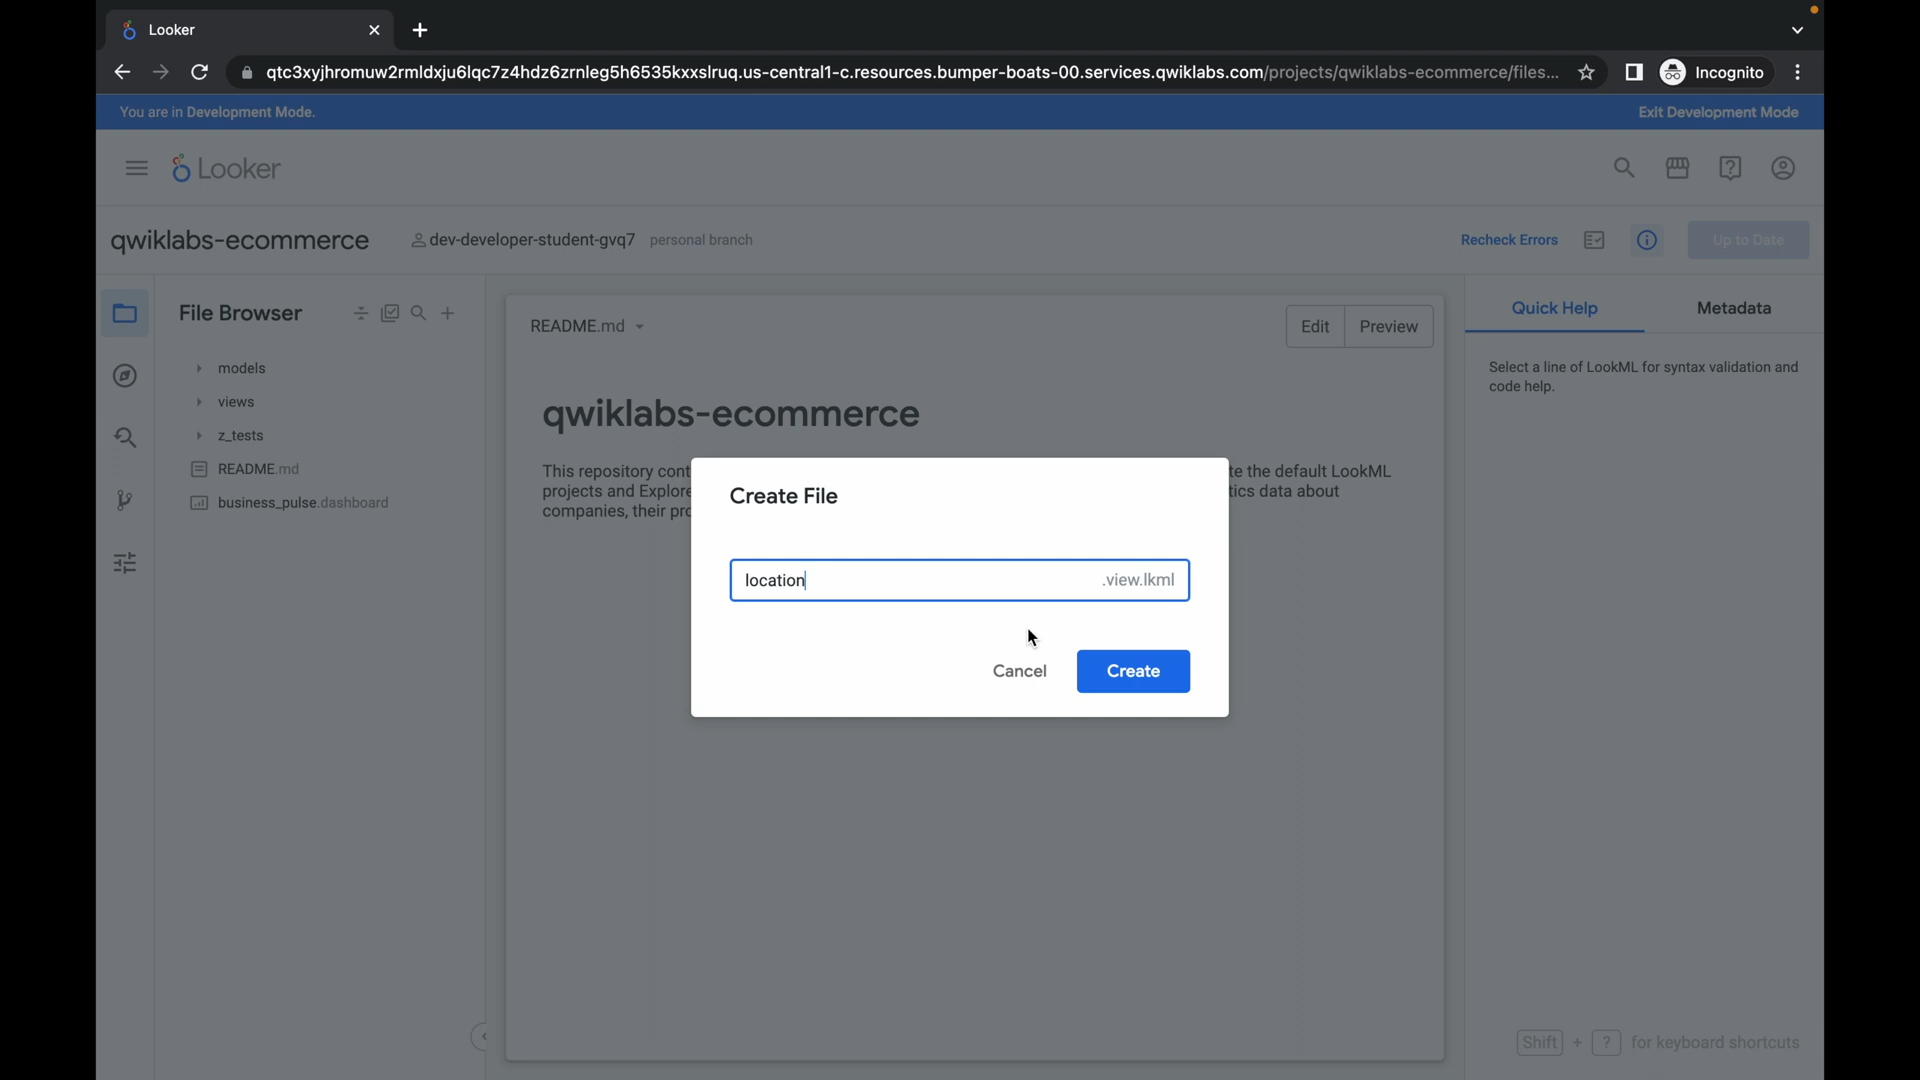 Looker
qtc3xyjhromuw2rmldxju6lqc7z4hdz6zrnleg5h6535kxxslruq.us-central1-c.resources.bumper-boats-00.services.qwiklabs.com/projects/qwiklabs-ecommerce/files...
Incognito
You are in Development Mode.
Exit Development Mode
Looker
qwiklabs-ecommerce
dev-developer-student-gvq7 personal branch
Recheck Errors
Up to Date
File Browser
models
views
z_tests
README.md
business_pulse.dashboard
README.md
Edit
Preview
qwiklabs-ecommerce
This repository cont
te the default LookML
projects and Explore
tics data about
companies, their pro
Create File
location
.view.lkml
Cancel
Create
Quick Help
Metadata
Select a line of LookML for syntax validation and
code help.
Shift + ? for keyboard shortcuts